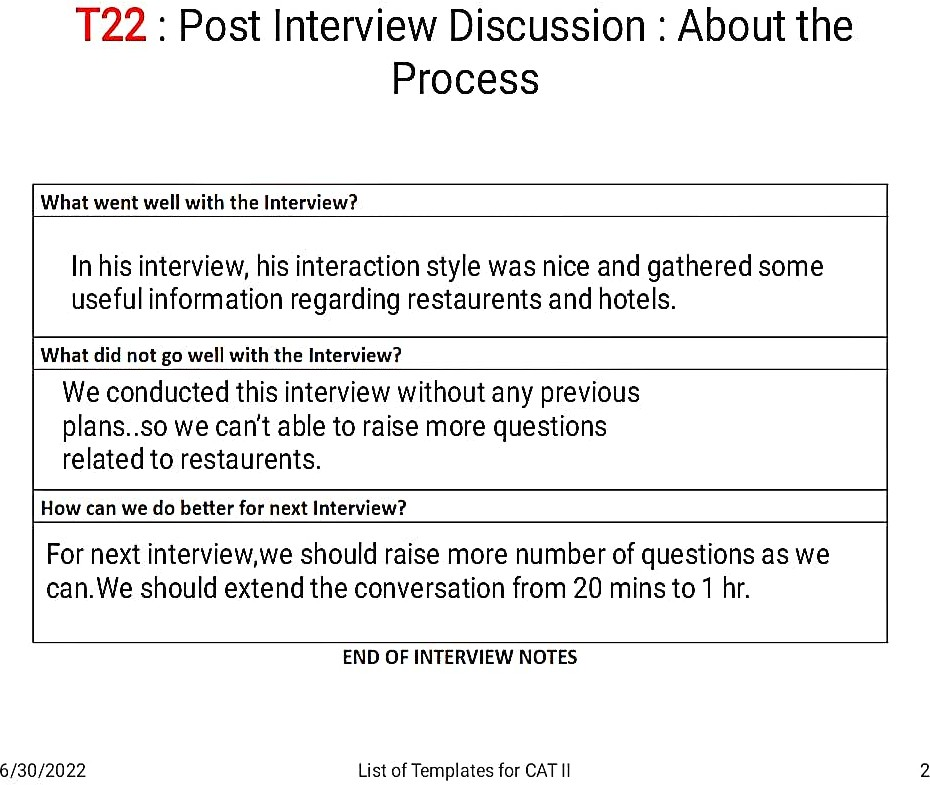 T22 : Post Interview Discussion : About the
Process
What went well with the Interview?
In his interview, his interaction style was nice and gathered some
useful information regarding restaurents and hotels.
What did not go well with the Interview?
We conducted this interview without any previous
plans..so we can't able to raise more questions
related to restaurents.
How can we do better for next Interview?
For next interview,we should raise more number of questions as we
can.We should extend the conversation from 20 mins to 1 hr.
END OF INTERVIEW NOTES
6/30/2022 List of Templates for CAT II 2